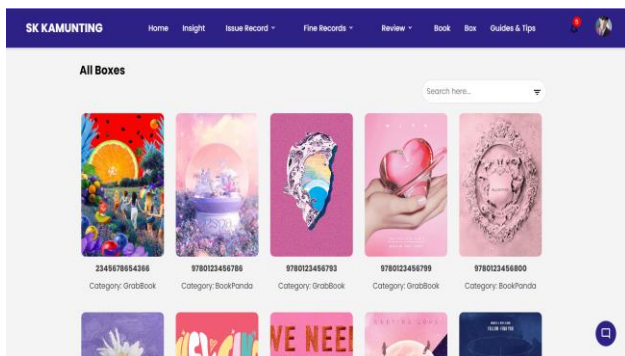 SK KAMUNTING
Home Insight Issue Record Fine Records Review Book Box Guides & Tips
All Boxes
Search here...
2345678654366 9780123456786 9780123456793 9780123456799 9780123456800
Category: GrabBook Category: BookPanda Category: GrabBook Category: GrabBook Category: BookPanda
VE NEED